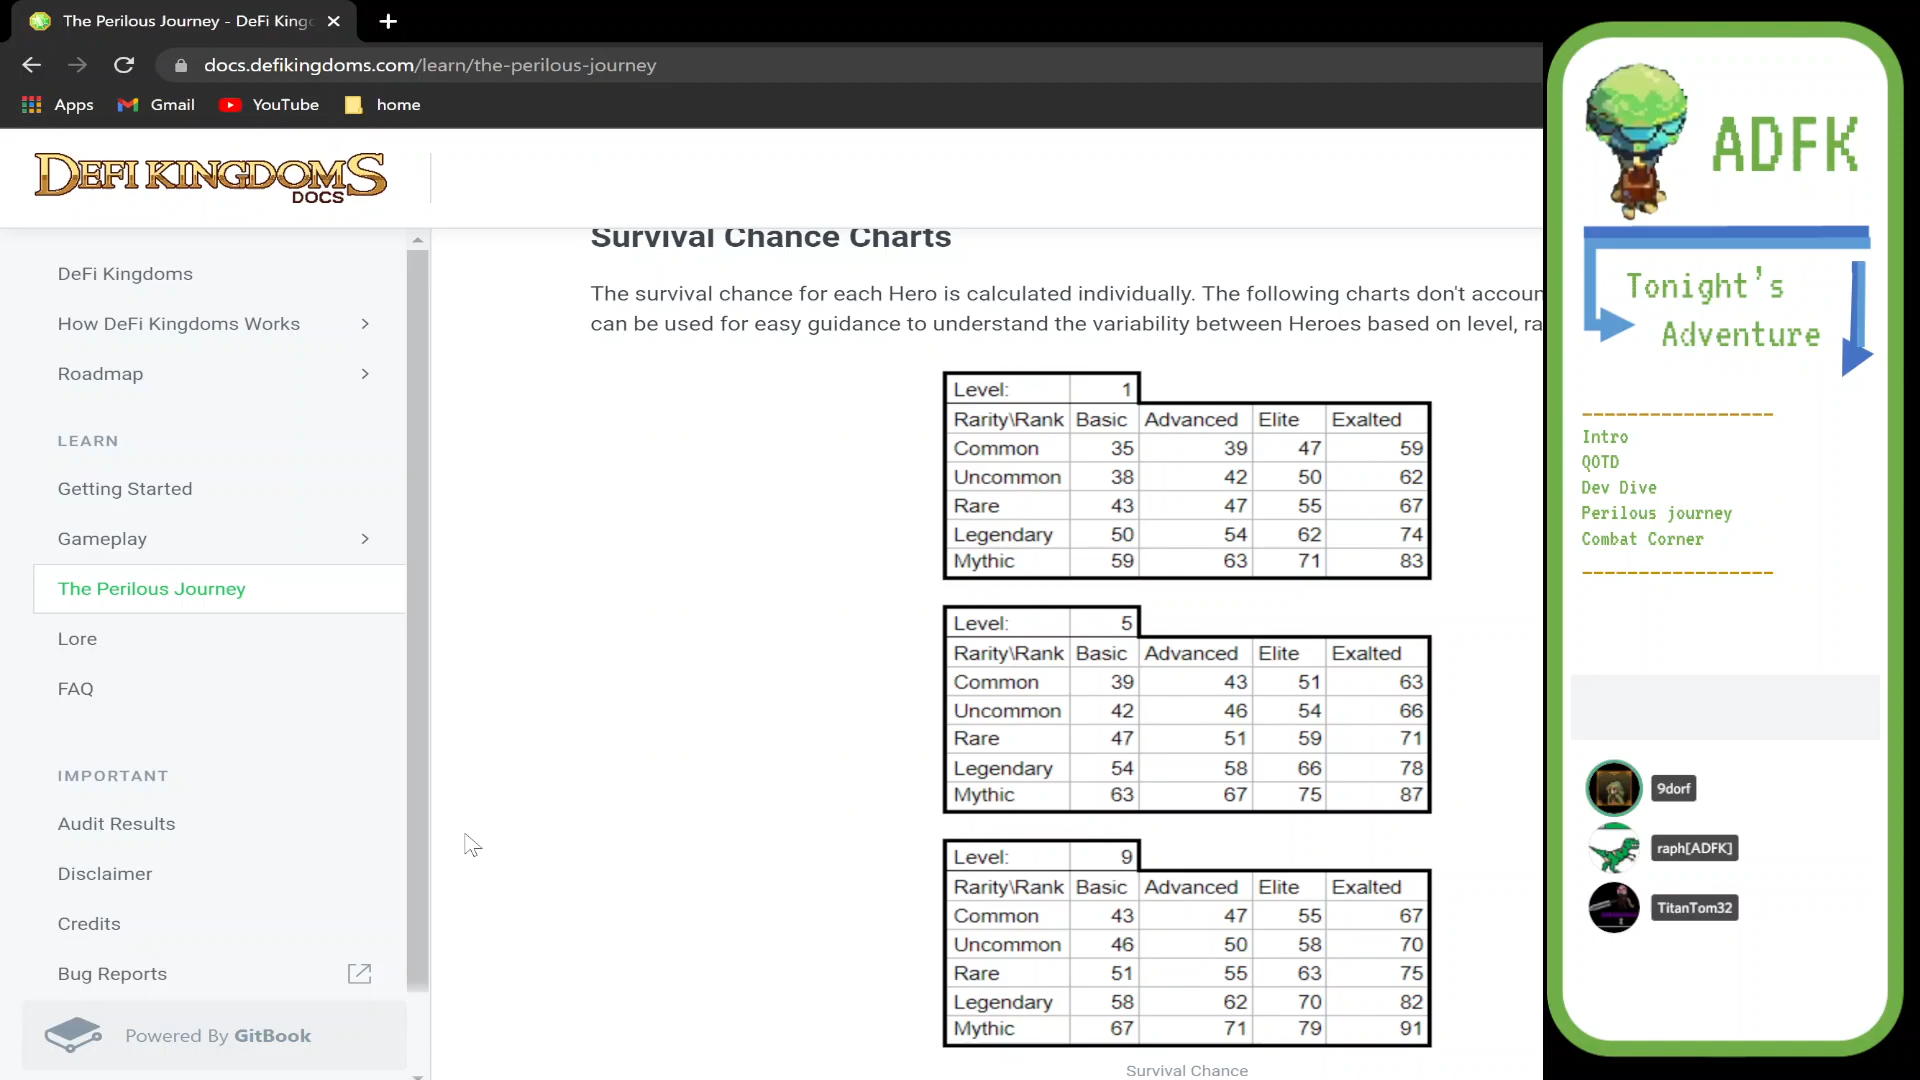 The Perilous Journey - DeFi King
docs.defikingdoms.com/learn/the-perilous-journey
Apps Gmail YouTube home
DEFI KINGDOMS
DOCS
DeFi Kingdoms
How DeFi Kingdoms Works
Roadmap
LEARN
Getting Started
Gameplay
The Perilous Journey
Lore
FAQ
IMPORTANT
Audit Results
Disclaimer
Credits
Bug Reports
Powered By GitBook
Survival Chance Charts
The survival chance for each Hero is calculated individually. The following charts don't accoun
can be used for easy guidance to understand the variability between Heroes based on level, ra
Level: 1
Rarity\Rank Basic Advanced Elite Exalted
Common 35 39 47 59
Uncommon 38 42 50 62
Rare 43 47 55 67
Legendary 50 54 62 74
Mythic 59 63 71 83
Level: 5
Rarity\Rank Basic Advanced Elite Exalted
Common 39 43 51 63
Uncommon 42 46 54 66
Rare 47 51 59 71
Legendary 54 58 66 78
Mythic 63 67 75 87
Level: 9
Rarity\Rank Basic Advanced Elite Exalted
Common 43 47 55 67
Uncommon 46 50 58 70
Rare 51 55 63 75
Legendary 58 62 70 82
Mythic 67 71 79 91
Survival Chance
ADFK
Tonight's
Adventure
Intro
QOTD
Dev Dive
Perilous journey
Combat Corner
9dorf
raph[ADFK]
TitanTom32